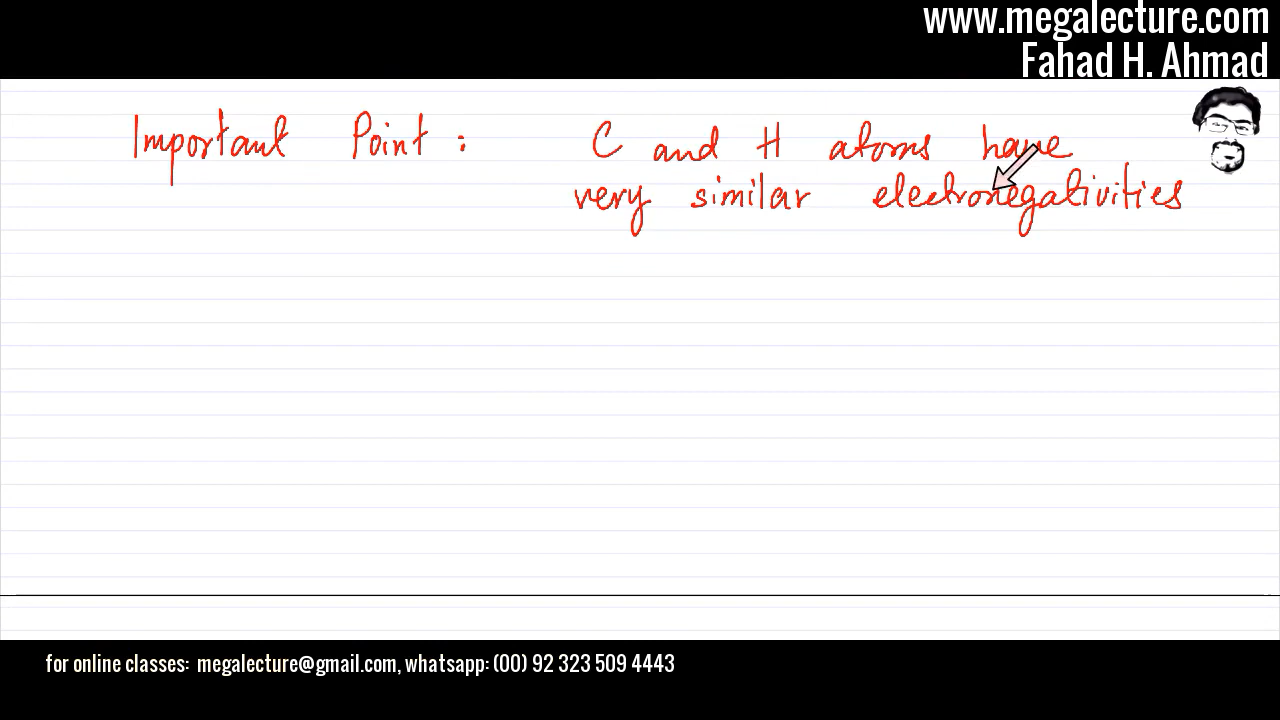 www.megalecture.com
Fahad H. Ahmad
Important Point : C and H atoms have
very similar electronegativities
for online classes: megalecture@gmail.com, whatsapp: (00) 92 323 509 4443